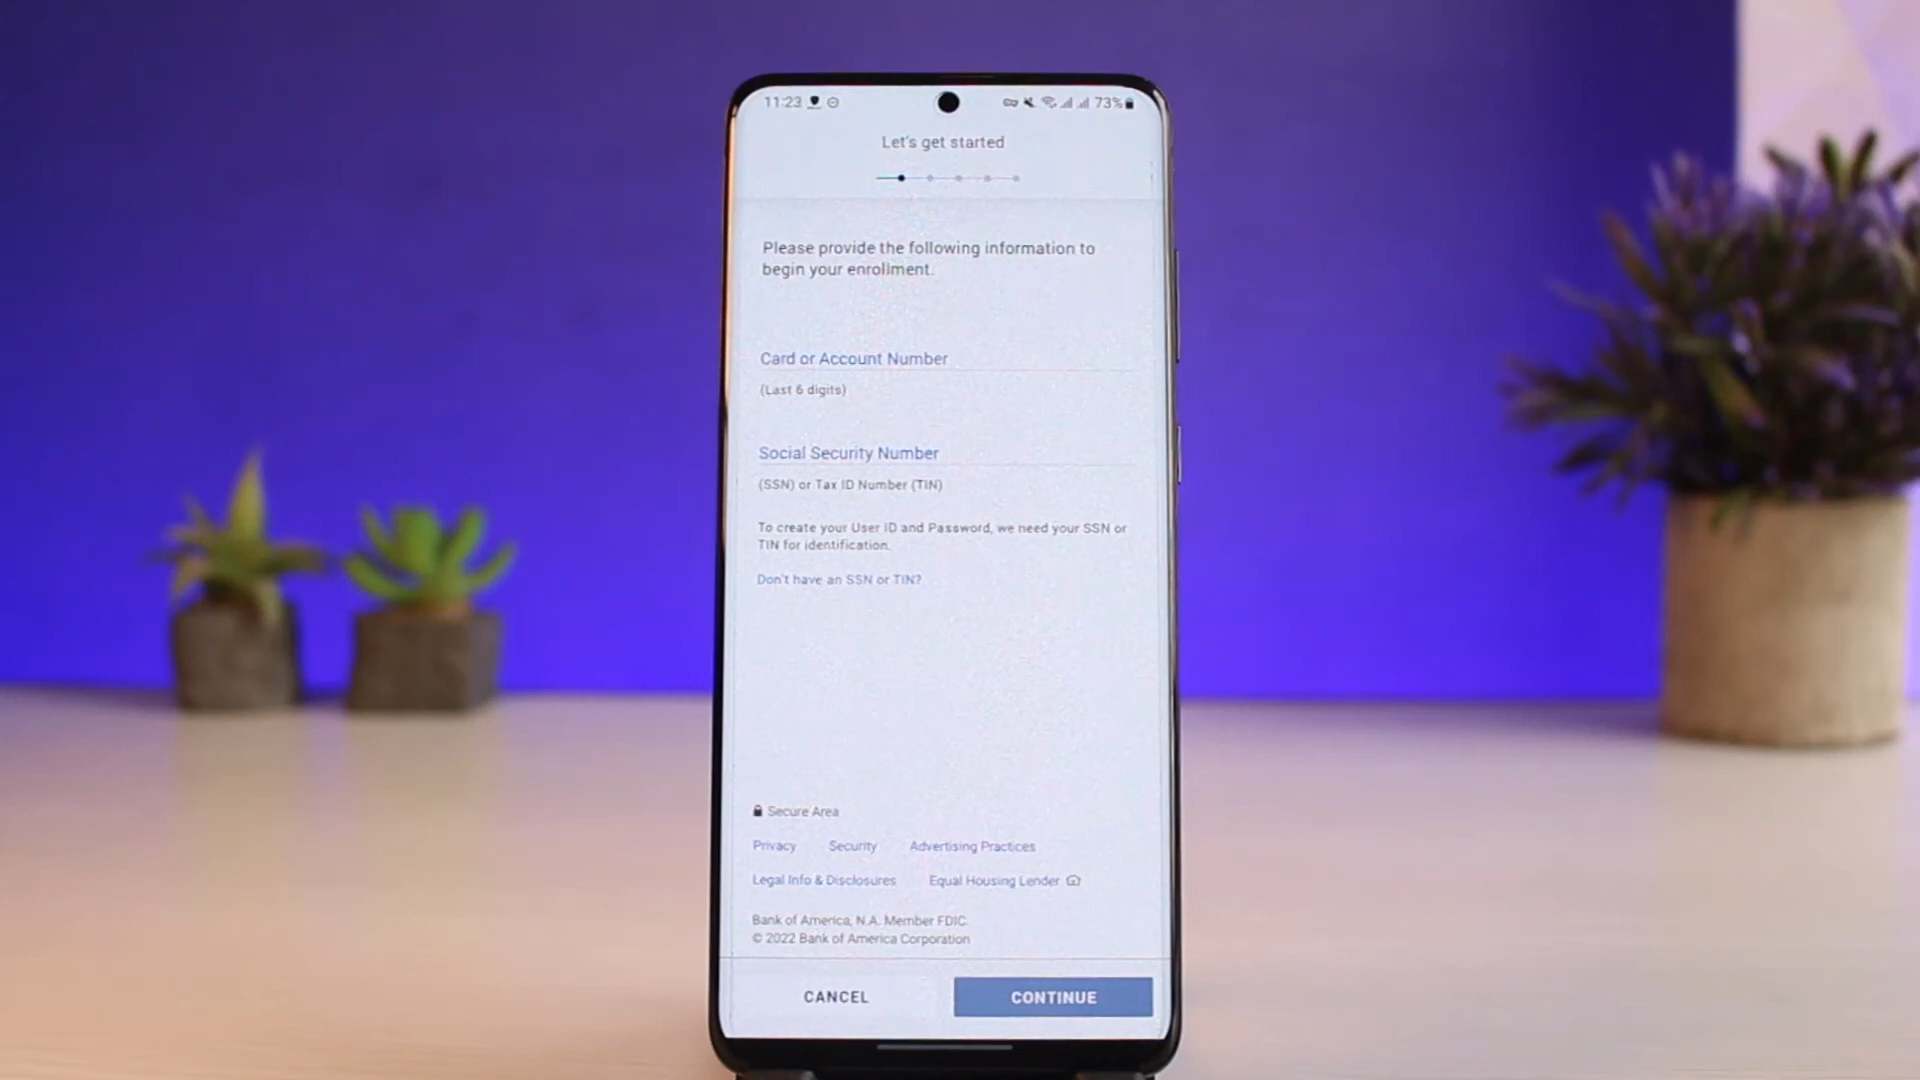 11:23 73%
Let's get started
Please provide the following information to
begin your enrollment.
Card or Account Number
(Last 6 digits)
Social Security Number
(SSN) or Tax ID Number (TIN)
To create your User ID and Password, we need your SSN or
TIN for identification.
Don't have an SSN or TIN?
Secure Area
Privacy Security Advertising Practices
Legal Info & Disclosures Equal Housing Lender
Bank of America, N.A. Member FDIC.
© 2022 Bank of America Corporation
CANCEL CONTINUE